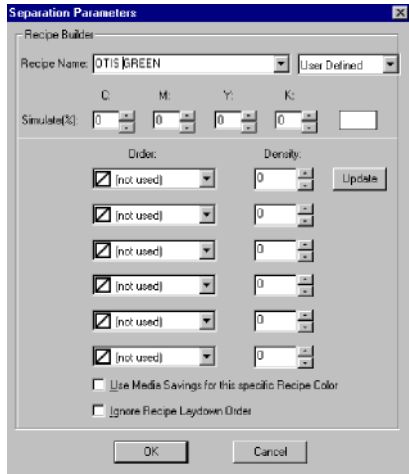 Separation Parameters
Recipe Builder
Recipe Name: OTIS GREEN User Defined
C: M: Y: K:
Simulate(%): 0 0 0 0
Order: Density:
(not used) 0 Update
(not used) 0
(not used) 0
(not used) 0
(not used) 0
(not used) 0
Use Media Savings for this specific Recipe Color
Ignore Recipe Laydown Order
OK Cancel